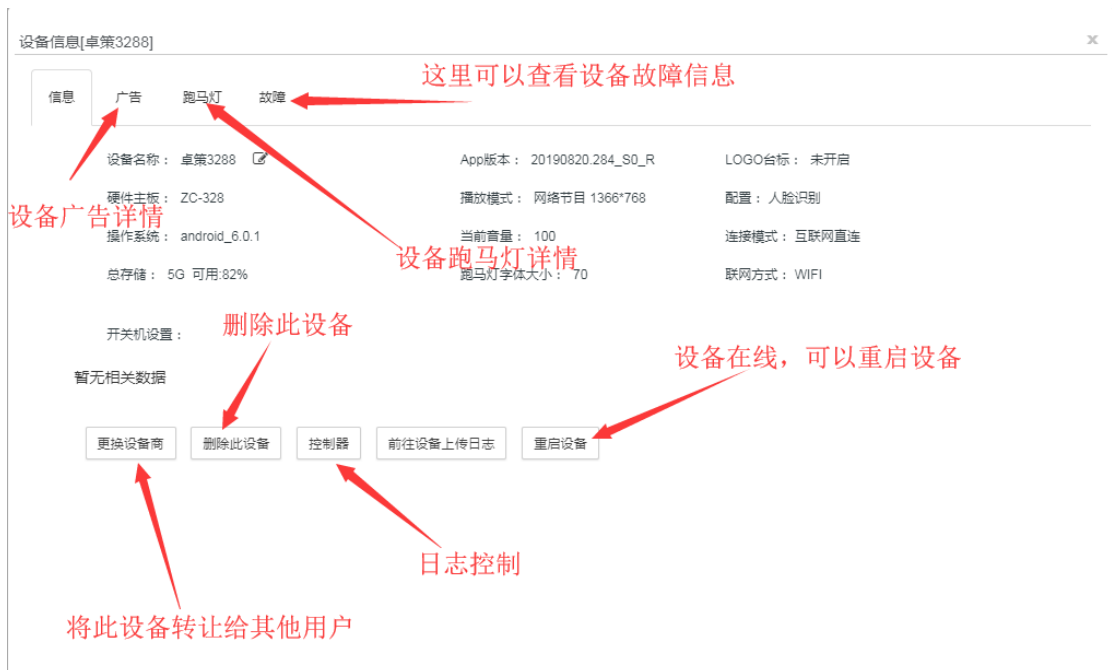 设备信息[卓策3288]
x
这里可以查看设备故障信息
信息 广告 跑马灯 故障
设备名称： 卓策3288 App版本： 20190820.284_S0_R LOGO台标： 未开启
硬件主板： ZC-328 播放模式： 网络节目 1366*768 配置： 人脸识别
设备广告详情
操作系统： android_6.0.1 当前音量： 100 连接模式： 互联网直连
设备跑马灯详情
总存储： 5G 可用:82% 跑马灯字体大小： 70 联网方式： WIFI
删除此设备
开关机设置：
设备在线，可以重启设备
暂无相关数据
更换设备商 删除此设备 控制器 前往设备上传日志 重启设备
日志控制
将此设备转让给其他用户